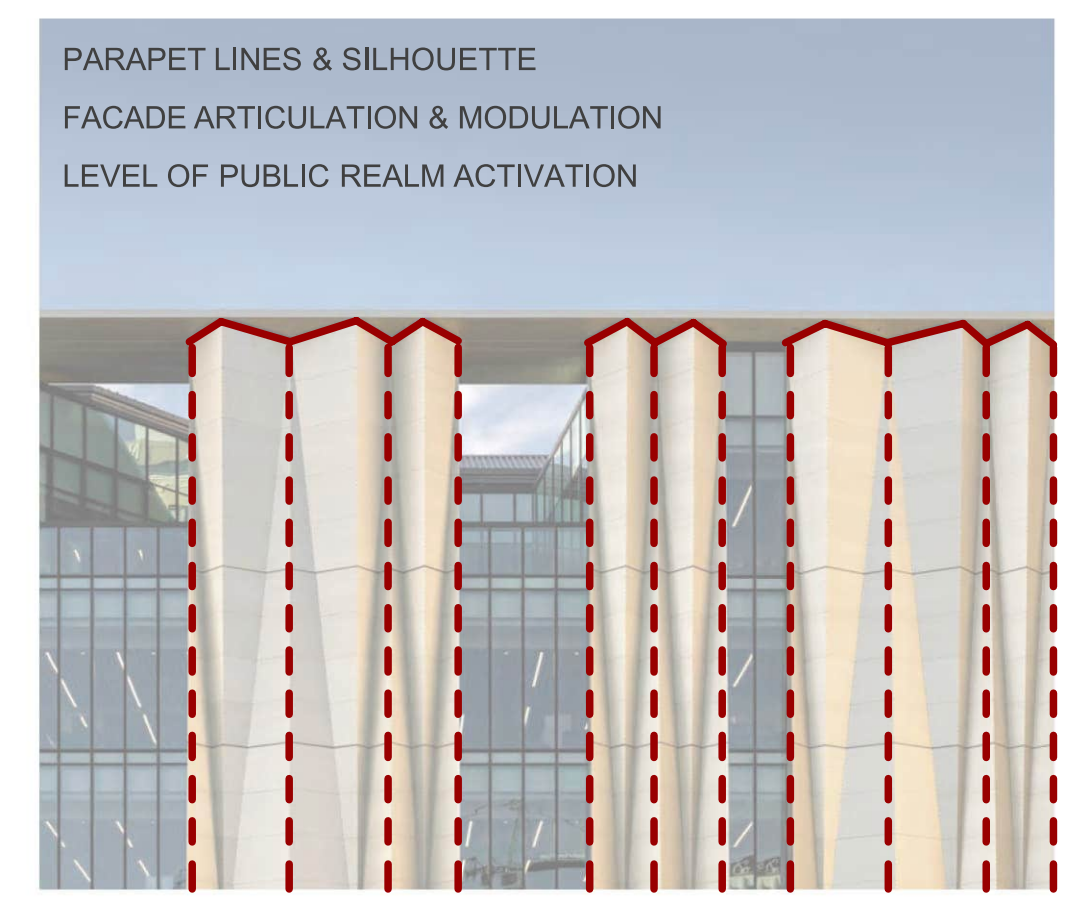 PARAPET LINES & SILHOUETTE
FACADE ARTICULATION & MODULATION
LEVEL OF PUBLIC REALM ACTIVATION